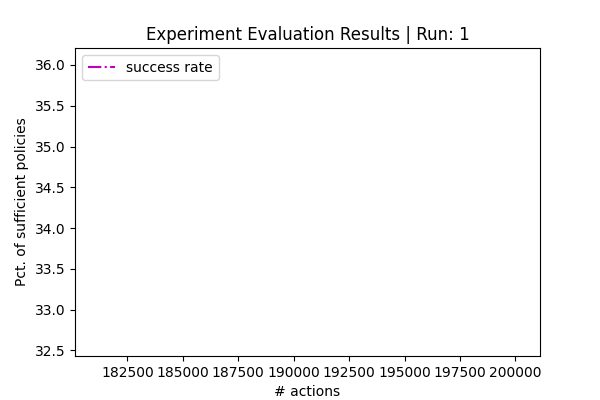 Experiment Evaluation Results | Run: 1
success rate
Pct. of sufficient policies
36.0
35.5
35.0
34.5
34.0
33.5
33.0
32.5
182500 185000 187500 190000 192500 195000 197500 200000
# actions